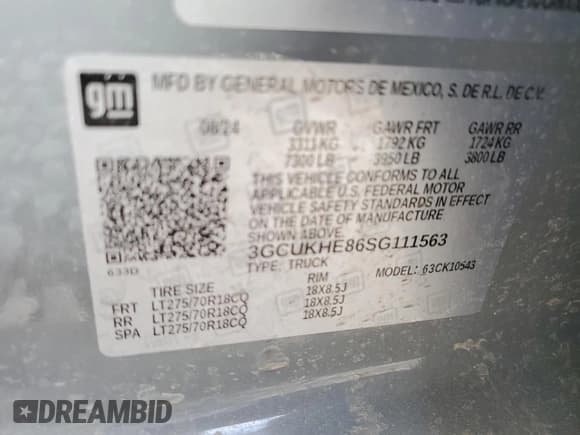 gm
MFD BY GENERAL MOTORS DE MEXICO, S. DE R.L. DE C.V.
08/24 GVWR GAWR FRT GAWR RR
3311 KG 1792 KG 1724 KG
7300 LB 3950 LB 3800 LB
THIS VEHICLE CONFORMS TO ALL
APPLICABLE U.S. FEDERAL MOTOR
VEHICLE SAFETY STANDARDS IN EFFECT
ON THE DATE OF MANUFACTURE
SHOWN ABOVE.
3GCUKHE86SG111563
TYPE: TRUCK MODEL: 63CK10543
633D
TIRE SIZE RIM
FRT LT275/70R18CQ 18X8.5J
RR LT275/70R18CQ 18X8.5J
SPA LT275/70R18CQ 18X8.5J
DREAMBID